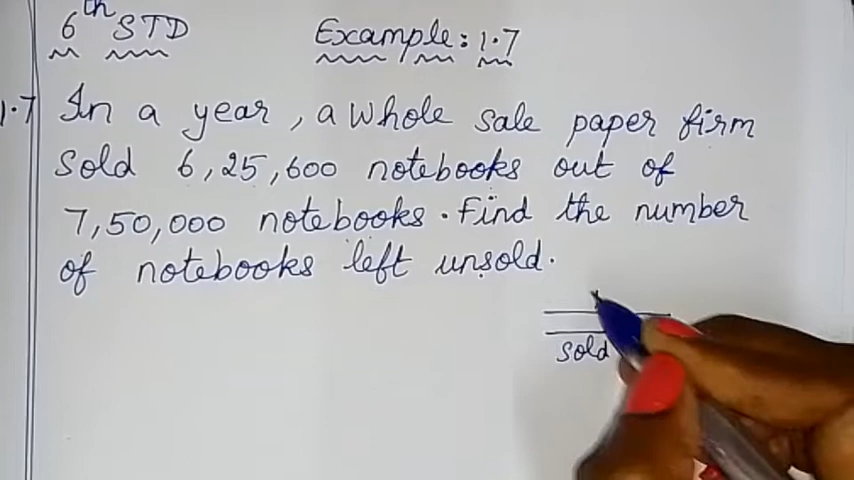 6th STD Example: 1.7
1.7 In a year, a whole sale paper firm
sold 6,25,600 notebooks out of
7,50,000 notebooks. Find the number
of notebooks left unsold.
sold